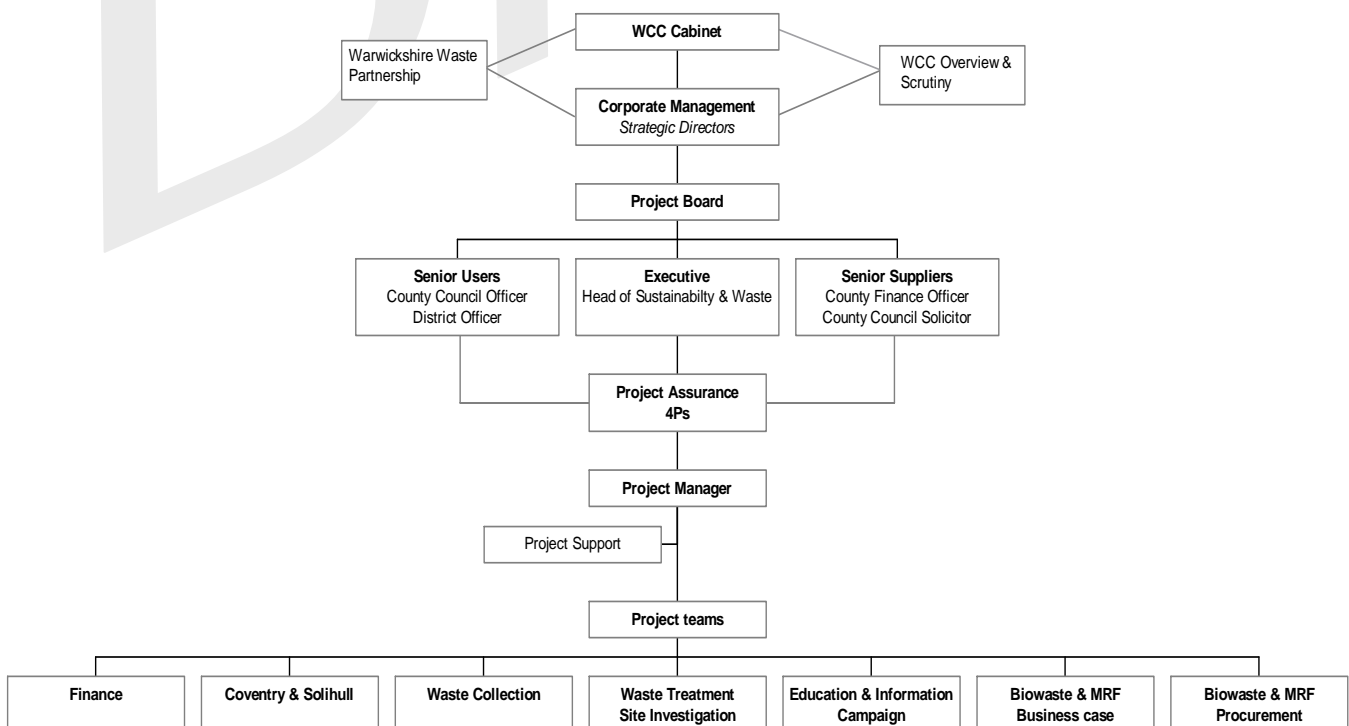 WCC Cabinet
Warwickshire Waste
Partnership
WCC Overview &
Scrutiny
Corporate Management
Strategic Directors
Project Board
Senior Users
County Council Officer
District Officer
Executive
Head of Sustainabilty & Waste
Senior Suppliers
County Finance Officer
County Council Solicitor
Project Assurance
4Ps
Project Manager
Project Support
Project teams
Finance
Coventry & Solihull
Waste Collection
Waste Treatment
Site Investigation
Education & Information
Campaign
Biowaste & MRF
Business case
Biowaste & MRF
Procurement